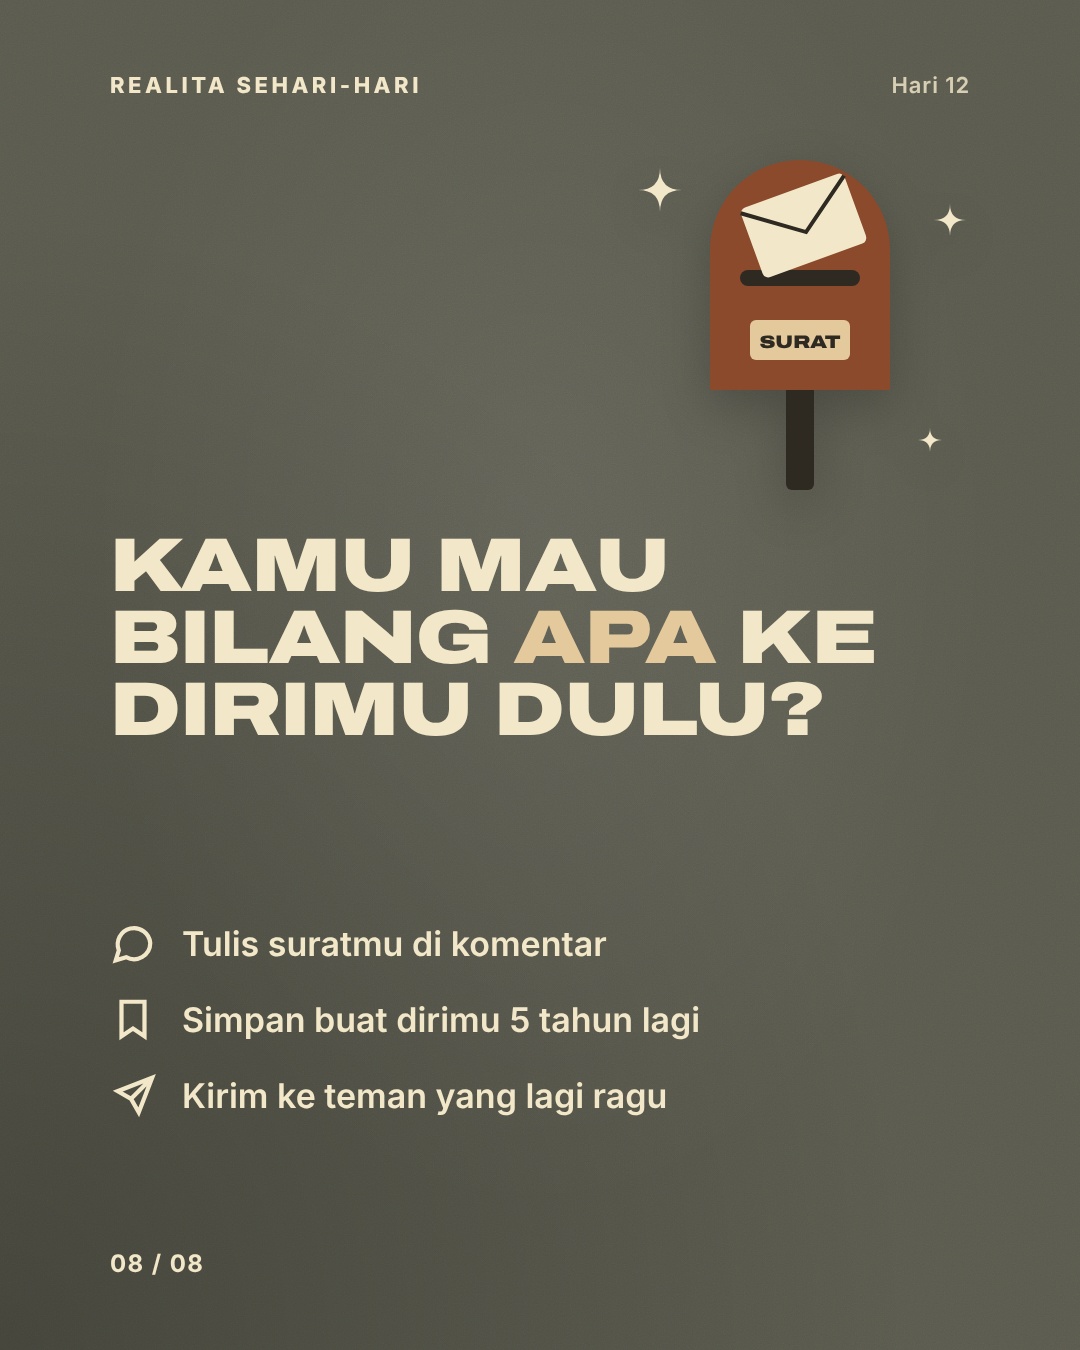 REALITA SEHARI-HARI
Hari 12
SURAT
KAMU MAU
BILANG APA KE
DIRIMU DULU?
Tulis suratmu di komentar
Simpan buat dirimu 5 tahun lagi
Kirim ke teman yang lagi ragu
08 / 08